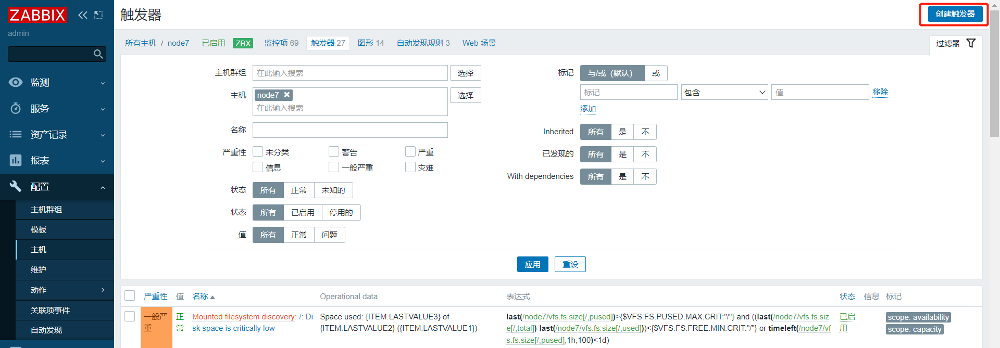 ZABBIX
admin
监测
服务
资产记录
报表
配置
主机群组
模板
主机
维护
动作
关联项事件
自动发现
触发器
创建触发器
所有主机 / node7 已启用 ZBX 监控项 69 触发器 27 图形 14 自动发现规则 3 Web 场景
过滤器
主机群组 在此输入搜索 选择
主机 node7 选择
在此输入搜索
名称
严重性 未分类 警告 严重
信息 一般严重 灾难
状态 所有 正常 未知的
状态 所有 已启用 停用的
值 所有 正常 问题
标记 与/或（默认） 或
标记 包含 值 移除
添加
Inherited 所有 是 不
已发现的 所有 是 不
With dependencies 所有 是 不
应用 重设
严重性 值 名称 Operational data 表达式 状态 信息 标记
一般严
重
正
常
Mounted filesystem discovery: /: Di
sk space is critically low
Space used: {ITEM.LASTVALUE3} of
{ITEM.LASTVALUE2} ({ITEM.LASTVALUE1})
last(/node7/vfs.fs.size[/,pused])>{$VFS.FS.PUSED.MAX.CRIT:"/"} and ((last(/node7/vfs.fs.siz
e[/,total])-last(/node7/vfs.fs.size[/,used]))<{$VFS.FS.FREE.MIN.CRIT:"/"} or timeleft(/node7/vf
s.fs.size[/,pused],1h,100)<1d)
已启
用
scope: availability
scope: capacity